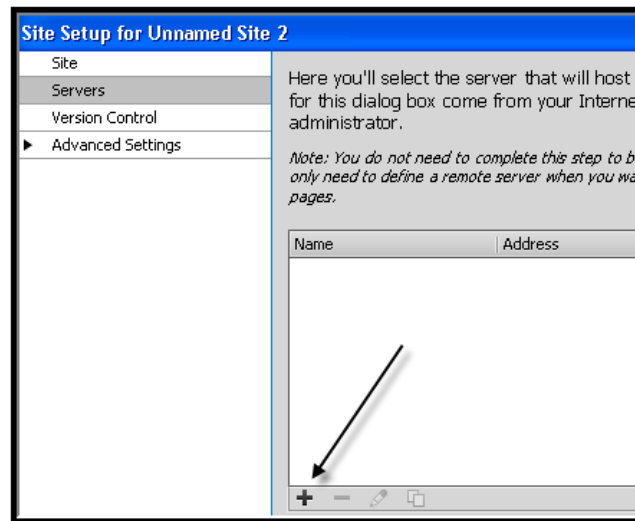 Site Setup for Unnamed Site 2
Site
Servers
Version Control
Advanced Settings
Here you'll select the server that will host
for this dialog box come from your Interne
administrator.
Note: You do not need to complete this step to b
only need to define a remote server when you wa
pages.
Name Address